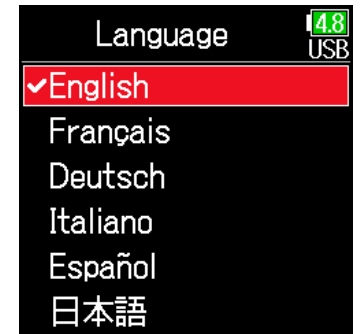 Language
4.8
USB
English
Français
Deutsch
Italiano
Español
日本語